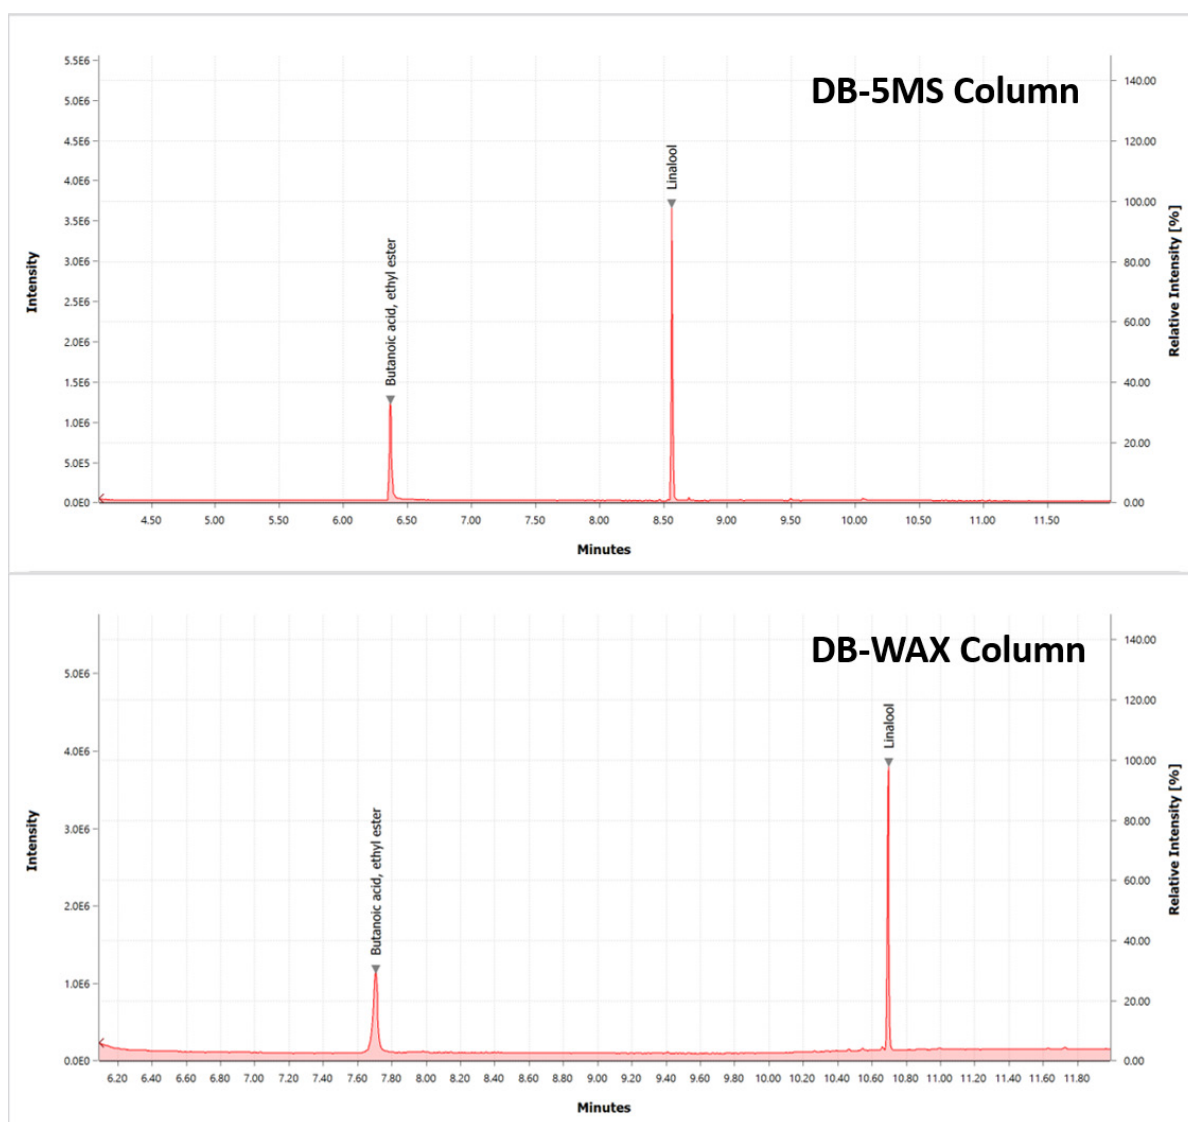 DB-5MS Column
5.5E6
5.0E6
4.5E6
4.0E6
3.5E6
3.0E6
2.5E6
2.0E6
1.5E6
1.0E6
5.0E5
0.0E0
Intensity
Butanoic acid, ethyl ester
Linalool
140.00
120.00
100.00
80.00
60.00
40.00
20.00
0.00
Relative Intensity [%]
4.50 5.00 5.50 6.00 6.50 7.00 7.50 8.00 8.50 9.00 9.50 10.00 10.50 11.00 11.50
Minutes
DB-WAX Column
5.0E6
4.0E6
3.0E6
2.0E6
1.0E6
0.0E0
Intensity
Butanoic acid, ethyl ester
Linalool
140.00
120.00
100.00
80.00
60.00
40.00
20.00
0.00
Relative Intensity [%]
6.20 6.40 6.60 6.80 7.00 7.20 7.40 7.60 7.80 8.00 8.20 8.40 8.60 8.80 9.00 9.20 9.40 9.60 9.80 10.00 10.20 10.40 10.60 10.80 11.00 11.20 11.40 11.60 11.80
Minutes